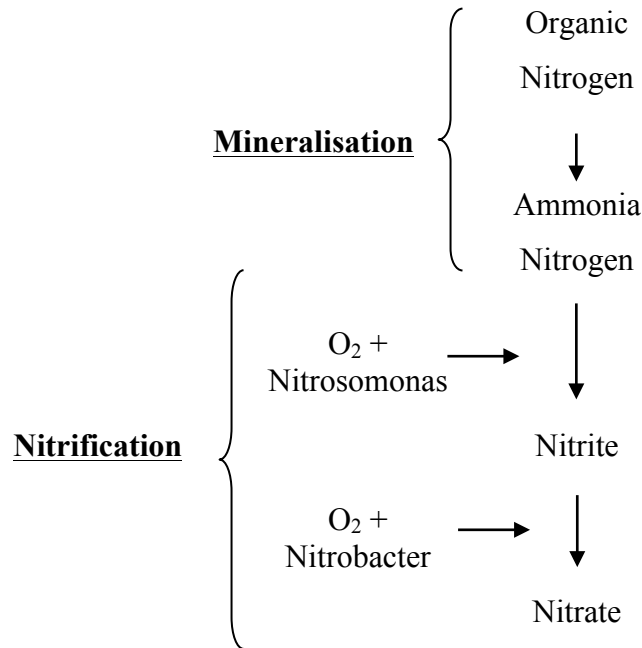 Organic
Nitrogen
Mineralisation
Ammonia
Nitrogen
O₂ +
Nitrosomonas
Nitrification
Nitrite
O₂ +
Nitrobacter
Nitrate